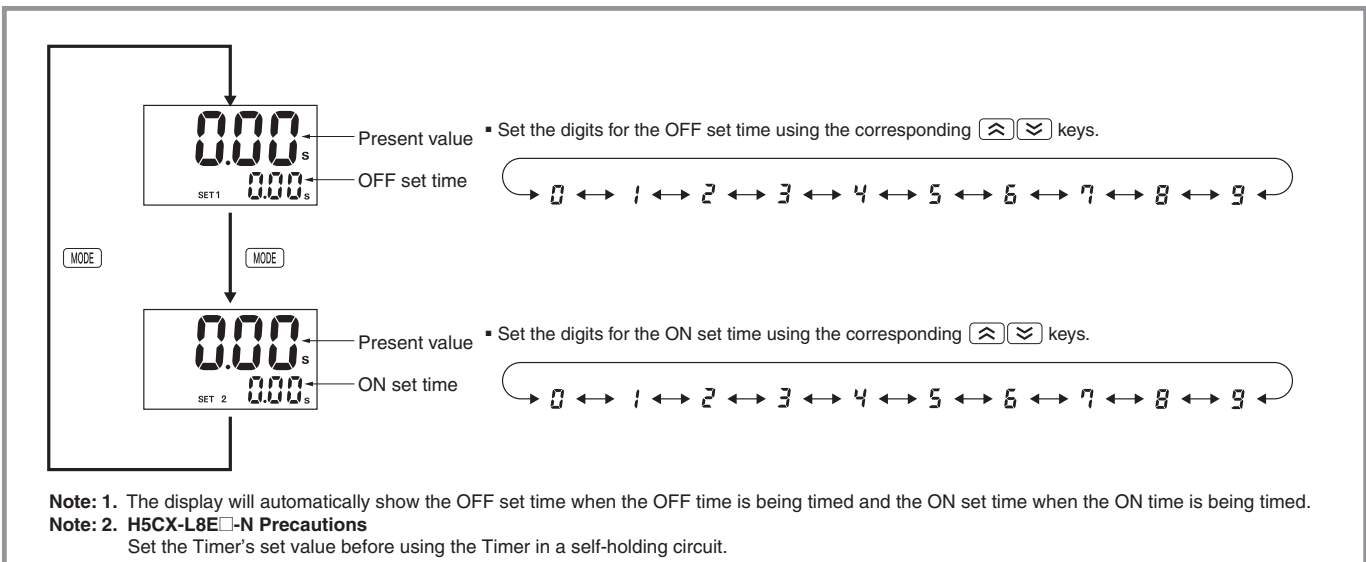 0.00 s
Present value
0.00 s
OFF set time
SET 1
▪ Set the digits for the OFF set time using the corresponding keys.
0 1 2 3 4 5 6 7 8 9
MODE
MODE
0.00 s
Present value
0.00 s
ON set time
SET 2
▪ Set the digits for the ON set time using the corresponding keys.
0 1 2 3 4 5 6 7 8 9
Note: 1. The display will automatically show the OFF set time when the OFF time is being timed and the ON set time when the ON time is being timed.
Note: 2. H5CX-L8E□-N Precautions
Set the Timer's set value before using the Timer in a self-holding circuit.